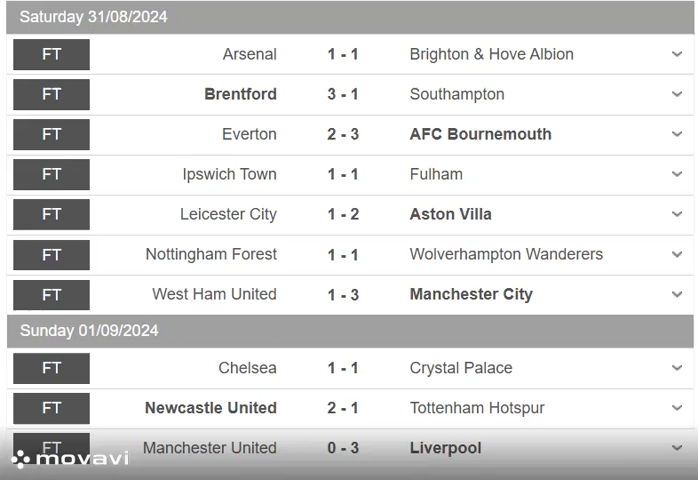 Saturday 31/08/2024
FT Arsenal 1 - 1 Brighton & Hove Albion
FT Brentford 3 - 1 Southampton
FT Everton 2 - 3 AFC Bournemouth
FT Ipswich Town 1 - 1 Fulham
FT Leicester City 1 - 2 Aston Villa
FT Nottingham Forest 1 - 1 Wolverhampton Wanderers
FT West Ham United 1 - 3 Manchester City
Sunday 01/09/2024
FT Chelsea 1 - 1 Crystal Palace
FT Newcastle United 2 - 1 Tottenham Hotspur
FT Manchester United 0 - 3 Liverpool
movavi